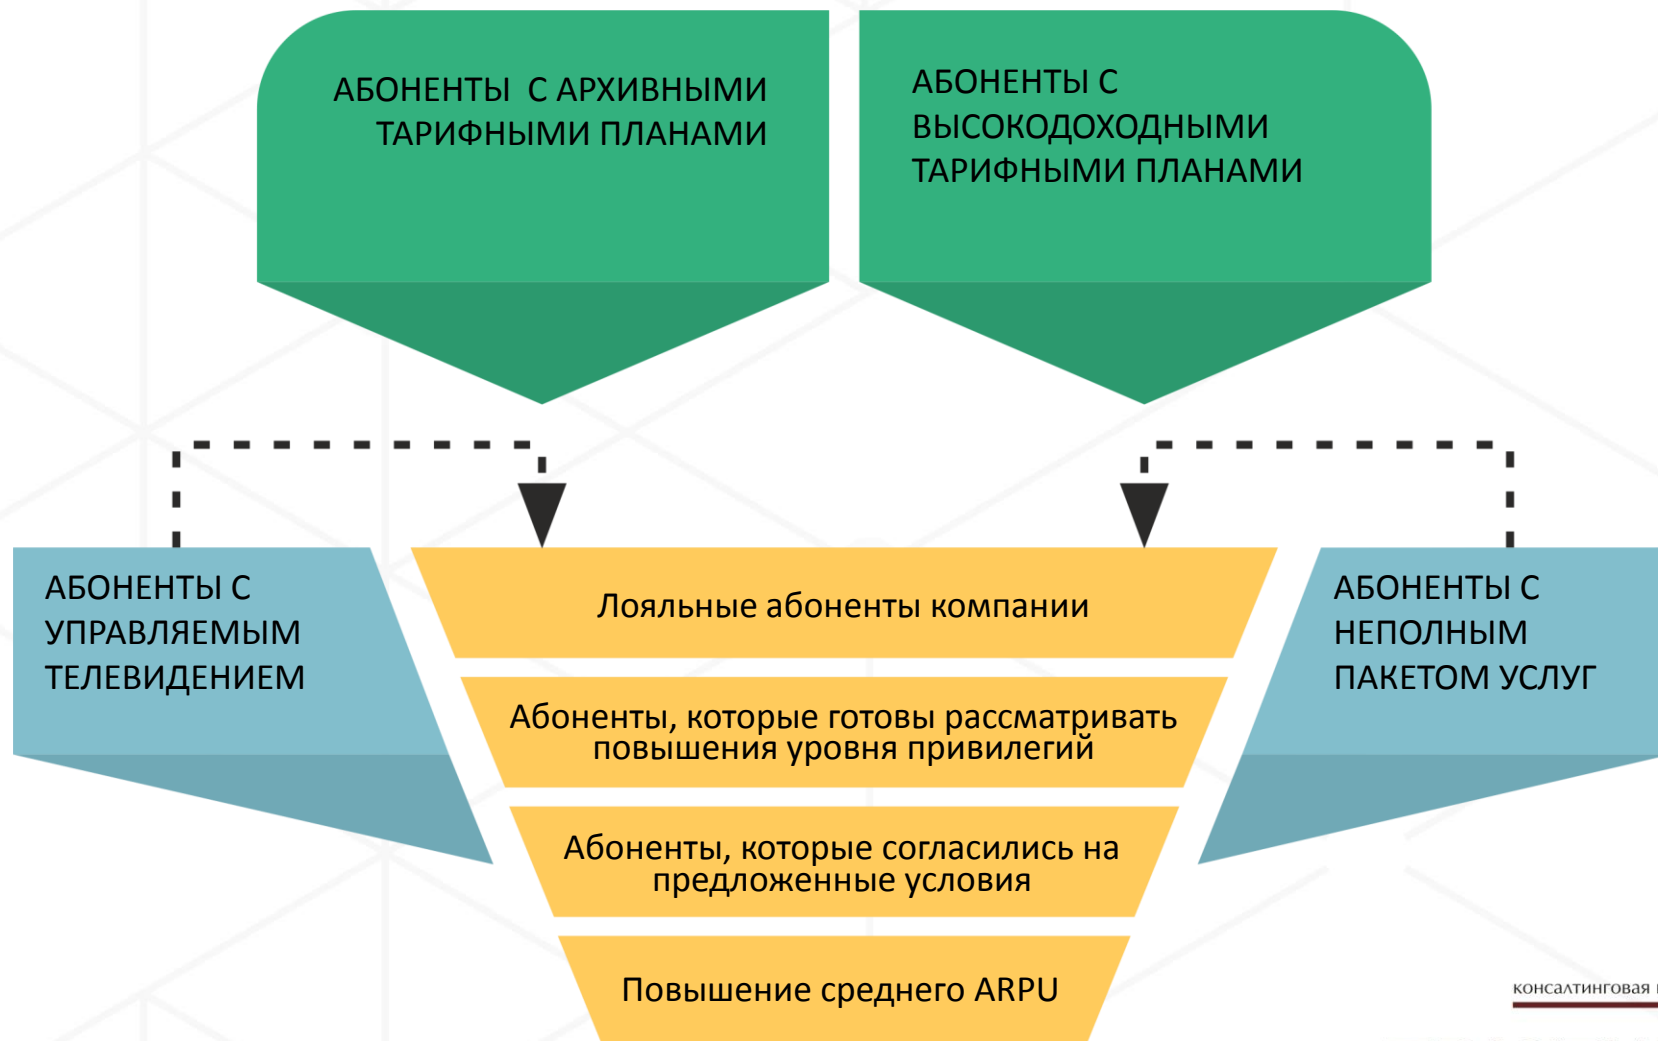 АБОНЕНТЫ С АРХИВНЫМИ
ТАРИФНЫМИ ПЛАНАМИ
АБОНЕНТЫ С
ВЫСОКОДОХОДНЫМИ
ТАРИФНЫМИ ПЛАНАМИ
АБОНЕНТЫ С
УПРАВЛЯЕМЫМ
ТЕЛЕВИДЕНИЕМ
Лояльные абоненты компании
Абоненты, которые готовы рассматривать
повышения уровня привилегий
Абоненты, которые согласились на
предложенные условия
Повышение среднего ARPU
АБОНЕНТЫ С
НЕПОЛНЫМ
ПАКЕТОМ УСЛУГ
КОНСАЛТИНГОВАЯ